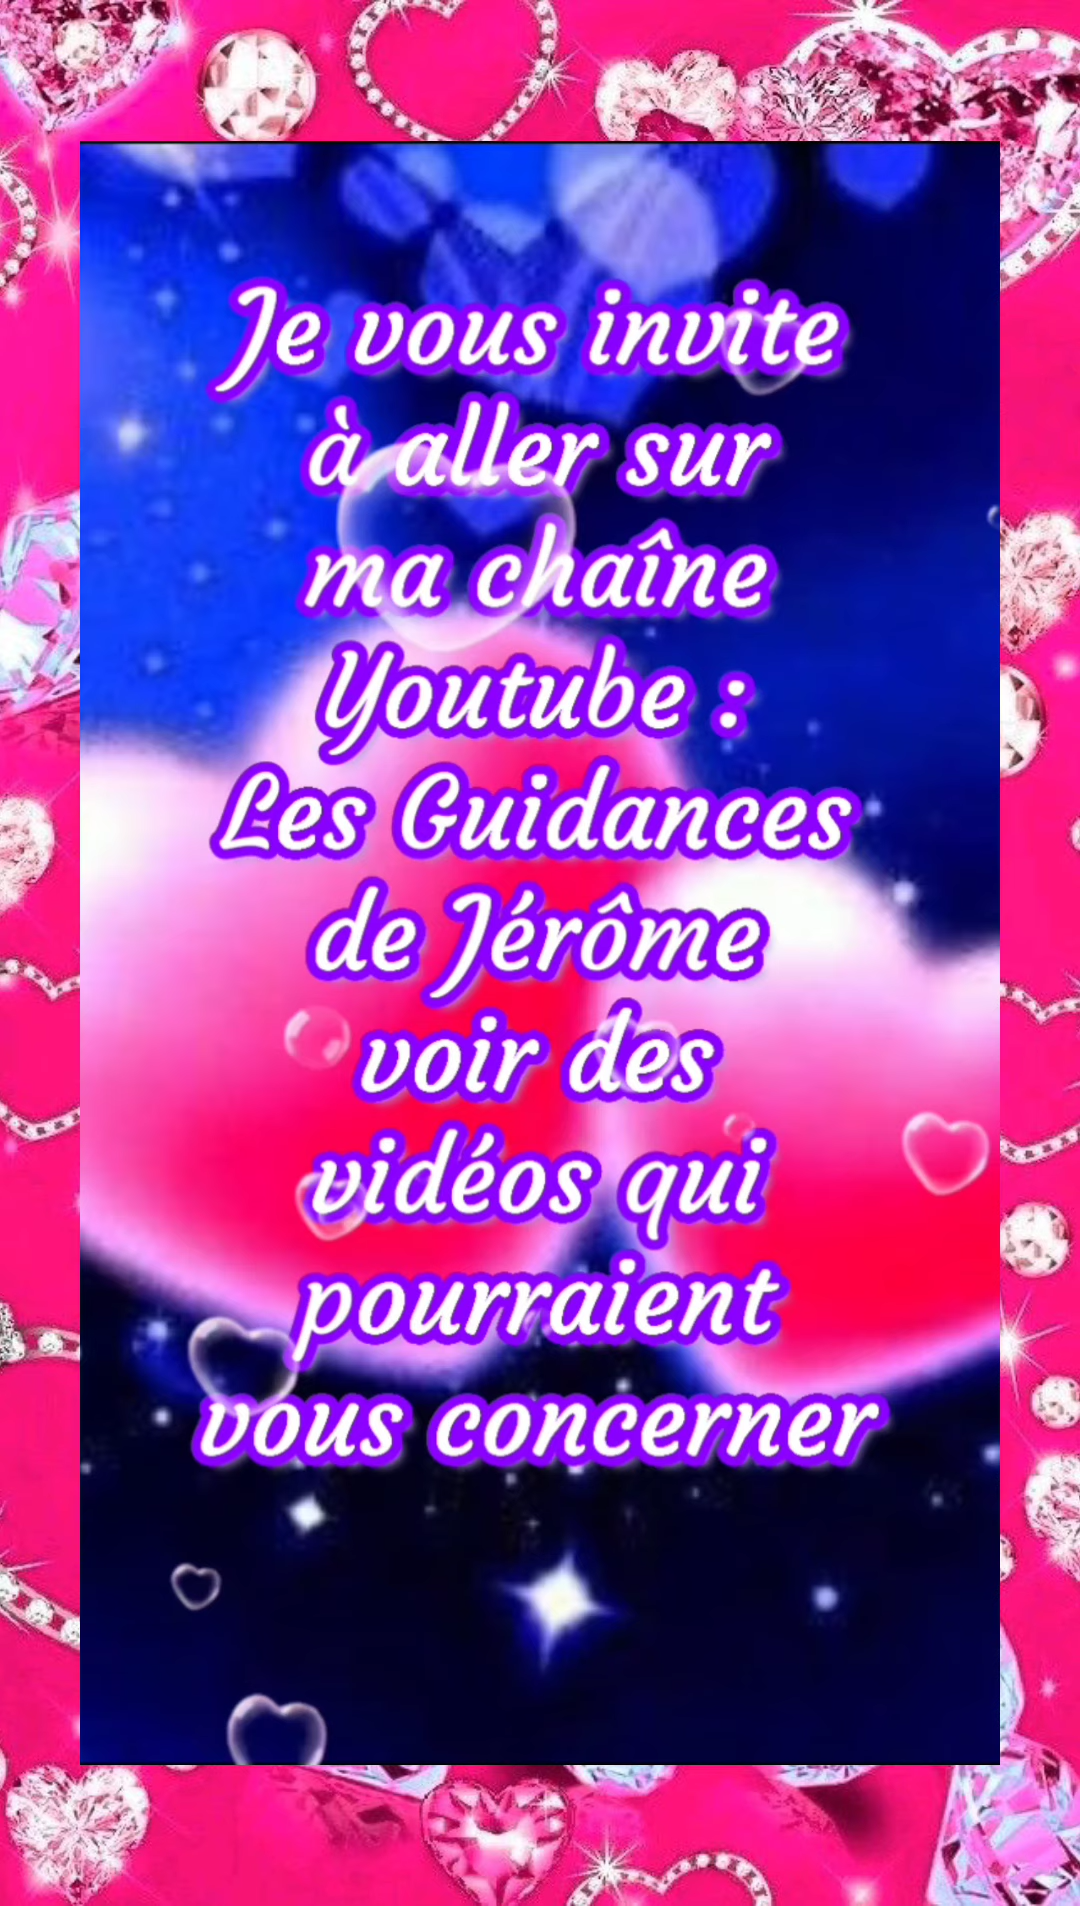 Je vous invite
à aller sur
ma chaîne
Youtube :
Les Guidances
de Jérôme
voir des
vidéos qui
pourraient
vous concerner